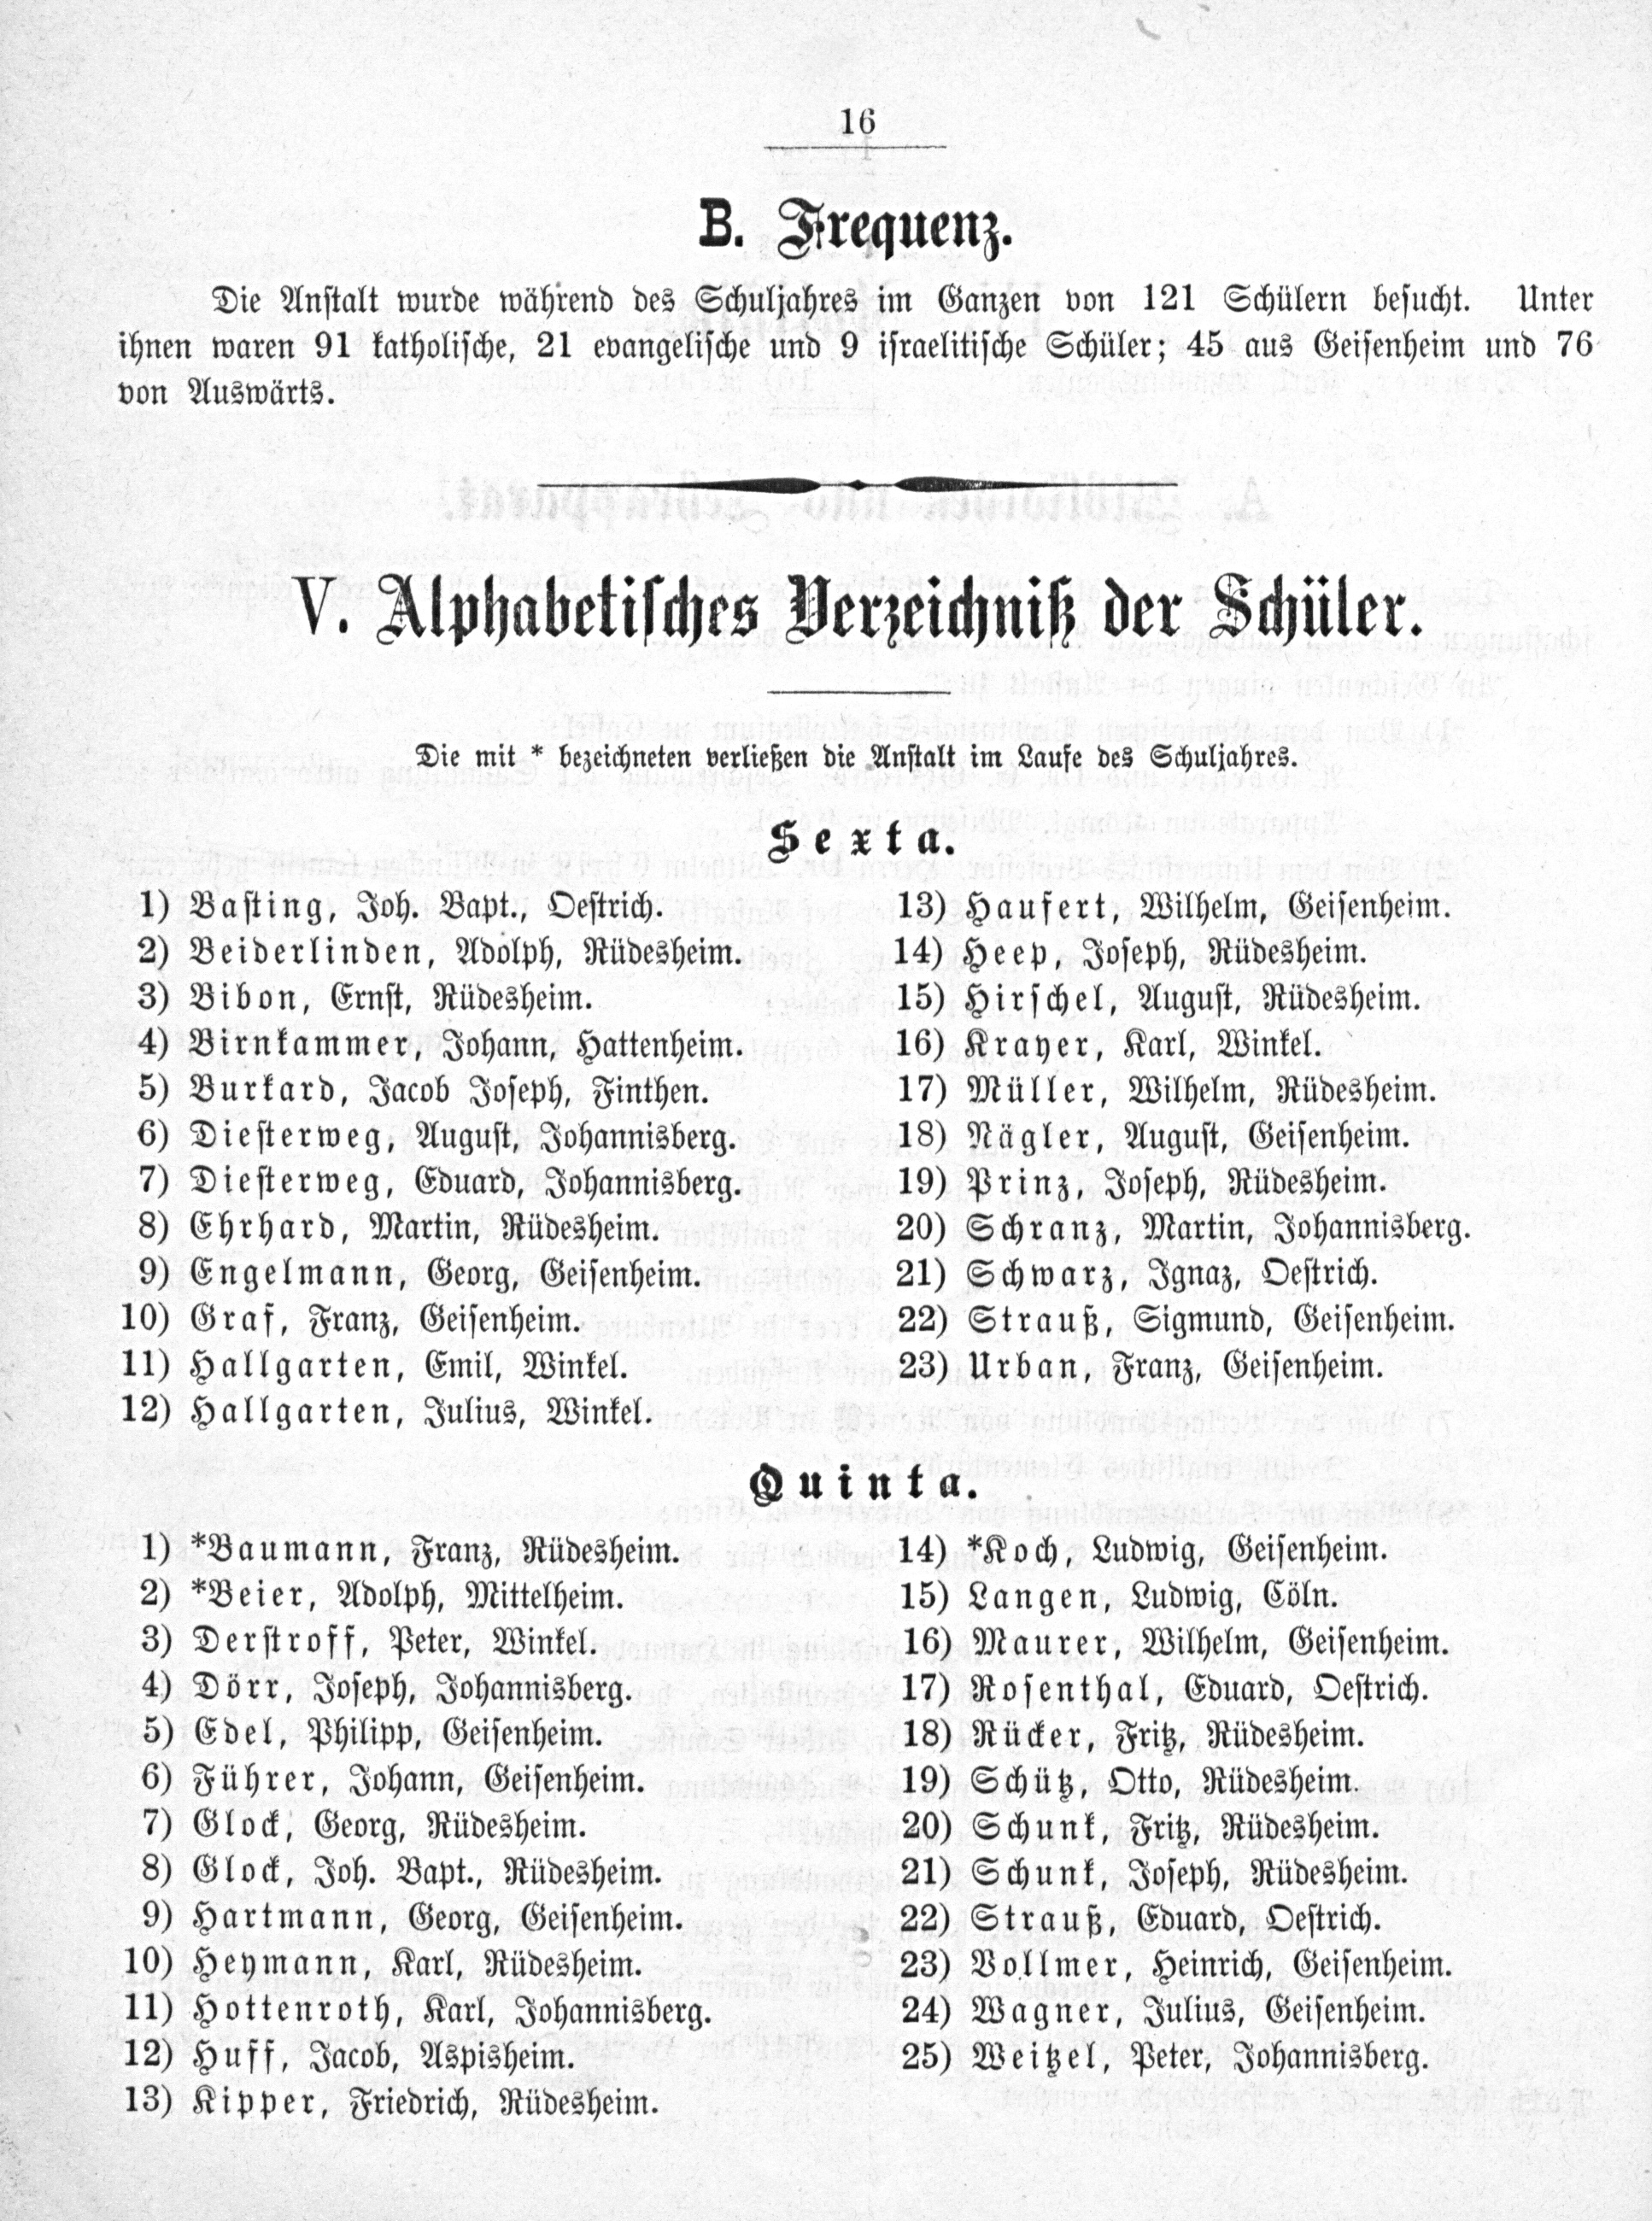 16
B. Frequenz.
Die Anstalt wurde während des Schuljahres im Ganzen von 121 Schülern besucht. Unter
ihnen waren 91 katholische, 21 evangelische und 9 israelitische Schüler; 45 aus Geisenheim und 76
von Auswärts.
V. Alphabetisches Verzeichniß der Schüler.
Die mit * bezeichneten verließen die Anstalt im Laufe des Schuljahres.
Sexta.
1) Basting, Joh. Bapt., Oestrich.
2) Beiderlinden, Adolph, Rüdesheim.
3) Bibon, Ernst, Rüdesheim.
4) Birnkammer, Johann, Hattenheim.
5) Burkard, Jacob Joseph, Finthen.
6) Diesterweg, August, Johannisberg.
7) Diesterweg, Eduard, Johannisberg.
8) Ehrhard, Martin, Rüdesheim.
9) Engelmann, Georg, Geisenheim.
10) Graf, Franz, Geisenheim.
11) Hallgarten, Emil, Winkel.
12) Hallgarten, Julius, Winkel.
13) Haufert, Wilhelm, Geisenheim.
14) Heep, Joseph, Rüdesheim.
15) Hirschel, August, Rüdesheim.
16) Krayer, Karl, Winkel.
17) Müller, Wilhelm, Rüdesheim.
18) Nägler, August, Geisenheim.
19) Prinz, Joseph, Rüdesheim.
20) Schranz, Martin, Johannisberg.
21) Schwarz, Ignaz, Oestrich.
22) Strauß, Sigmund, Geisenheim.
23) Urban, Franz, Geisenheim.
Quinta.
1) *Baumann, Franz, Rüdesheim.
2) *Beier, Adolph, Mittelheim.
3) Derstroff, Peter, Winkel.
4) Dörr, Joseph, Johannisberg.
5) Edel, Philipp, Geisenheim.
6) Führer, Johann, Geisenheim.
7) Glock, Georg, Rüdesheim.
8) Glock, Joh. Bapt., Rüdesheim.
9) Hartmann, Georg, Geisenheim.
10) Heymann, Karl, Rüdesheim.
11) Hottenroth, Karl, Johannisberg.
12) Huff, Jacob, Aspisheim.
13) Kipper, Friedrich, Rüdesheim.
14) *Koch, Ludwig, Geisenheim.
15) Langen, Ludwig, Cöln.
16) Maurer, Wilhelm, Geisenheim.
17) Rosenthal, Eduard, Oestrich.
18) Rücker, Fritz, Rüdesheim.
19) Schütz, Otto, Rüdesheim.
20) Schunk, Fritz, Rüdesheim.
21) Schunk, Joseph, Rüdesheim.
22) Strauß, Eduard, Oestrich.
23) Vollmer, Heinrich, Geisenheim.
24) Wagner, Julius, Geisenheim.
25) Weitzel, Peter, Johannisberg.